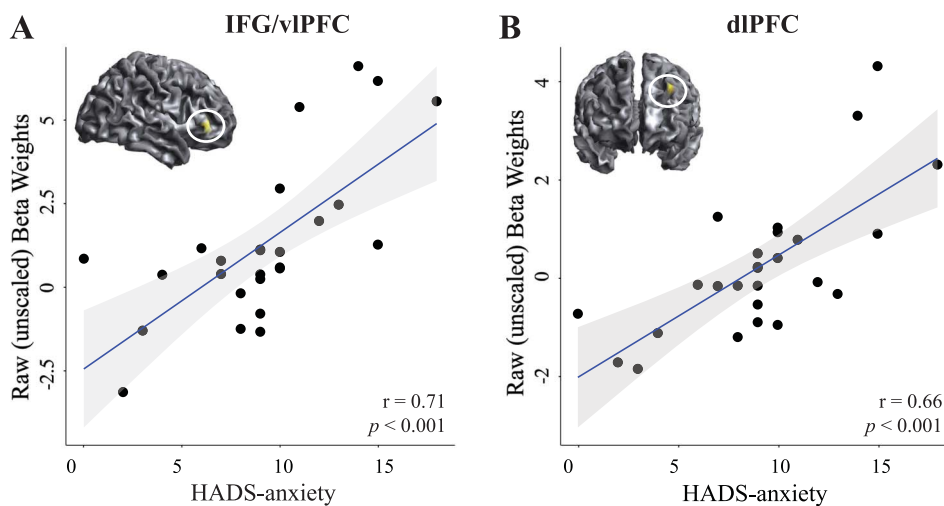 A
IFG/vlPFC
Raw (unscaled) Beta Weights
5
2.5
0
-2.5
r = 0.71
p < 0.001
0 5 10 15
HADS-anxiety
B
dlPFC
Raw (unscaled) Beta Weights
4
2
0
-2
r = 0.66
p < 0.001
0 5 10 15
HADS-anxiety